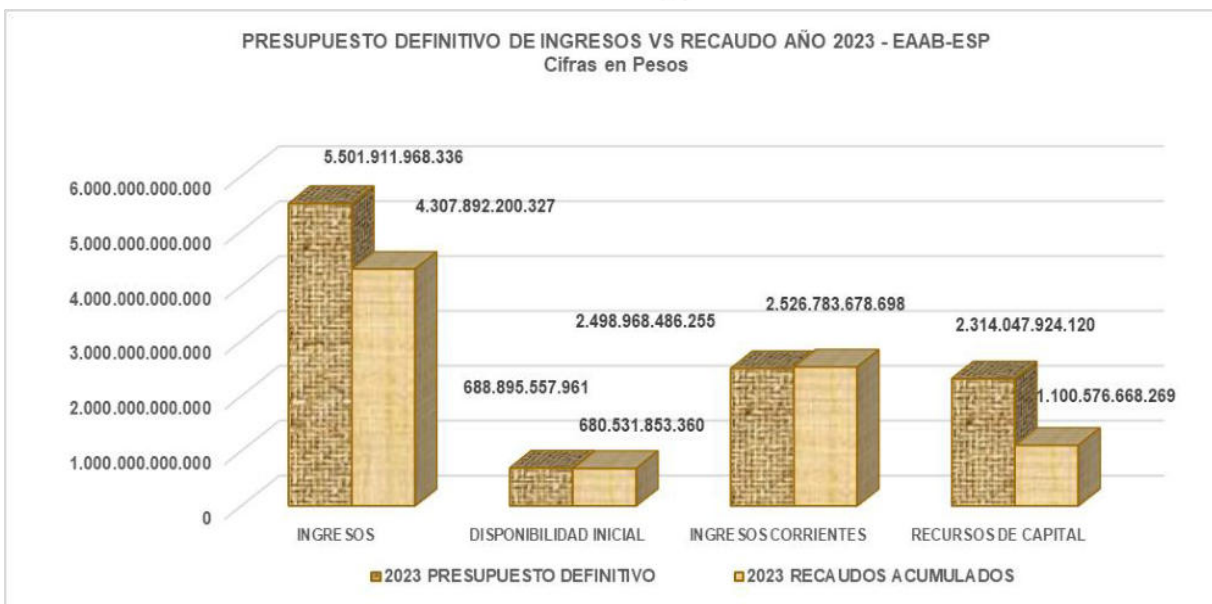 PRESUPUESTO DEFINITIVO DE INGRESOS VS RECAUDO AÑO 2023 - EAAB-ESP
Cifras en Pesos
5.501.911.968.336
6.000.000.000.000
4.307.892.200.327
5.000.000.000.000
4.000.000.000.000
2.526.783.678.698
2.498.968.486.255
2.314.047.924.120
3.000.000.000.000
688.895.557.961
1.100.576.668.269
2.000.000.000.000
680.531.853.360
1.000.000.000.000
0
INGRESOS
DISPONIBILIDAD INICIAL
INGRESOS CORRIENTES
RECURSOS DE CAPITAL
2023 PRESUPUESTO DEFINITIVO
2023 RECAUDOS ACUMULADOS